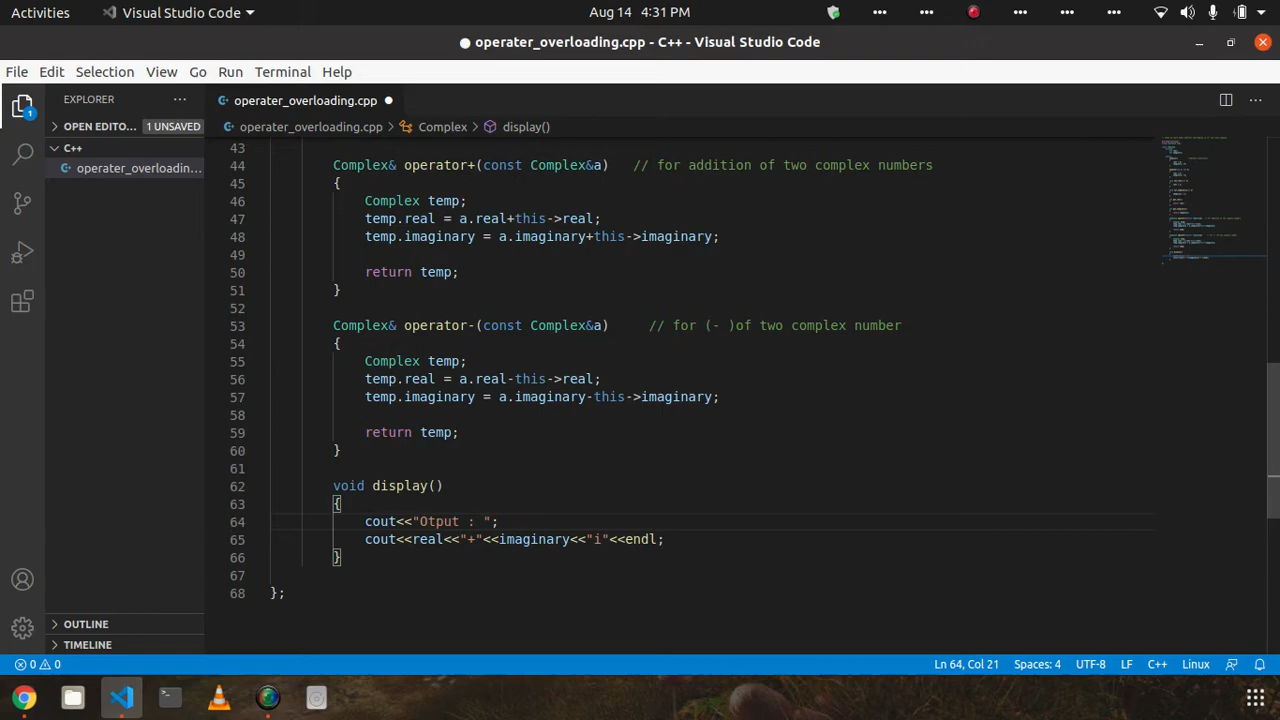 Activities Visual Studio Code Aug 14 4:31 PM
operater_overloading.cpp - C++ - Visual Studio Code
File Edit Selection View Go Run Terminal Help
EXPLORER operater_overloading.cpp
OPEN EDITO... 1 UNSAVED operater_overloading.cpp > Complex > display()
C++
operater_overloadin...
43
44 Complex& operator+(const Complex&a) // for addition of two complex numbers
45 {
46 Complex temp;
47 temp.real = a.real+this->real;
48 temp.imaginary = a.imaginary+this->imaginary;
49
50 return temp;
51 }
52
53 Complex& operator-(const Complex&a) // for (- )of two complex number
54 {
55 Complex temp;
56 temp.real = a.real-this->real;
57 temp.imaginary = a.imaginary-this->imaginary;
58
59 return temp;
60 }
61
62 void display()
63 {
64 cout<<"Otput : ";
65 cout<<real<<"+"<<imaginary<<"i"<<endl;
66 }
67
68 };
OUTLINE
TIMELINE
0 0 Ln 64, Col 21 Spaces: 4 UTF-8 LF C++ Linux